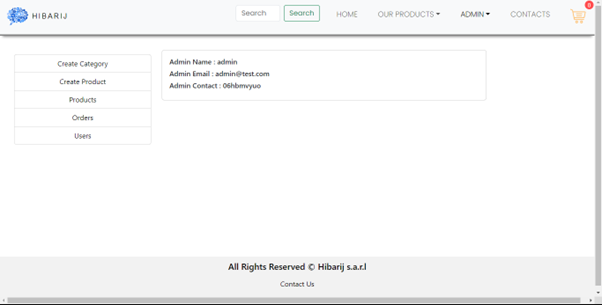 HIBARIJ
Search Search HOME OUR PRODUCTS ADMIN CONTACTS 0
Create Category
Create Product
Products
Orders
Users
Admin Name : admin
Admin Email : admin@test.com
Admin Contact : 06hbmvyuo
All Rights Reserved © Hibarij s.a.r.l
Contact Us